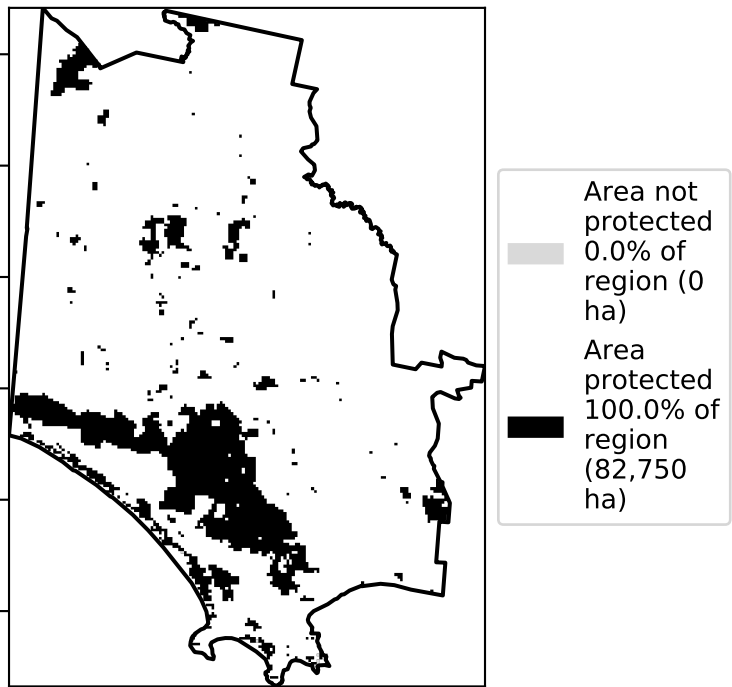 Area not
protected
0.0% of
region (0
ha)
Area
protected
100.0% of
region
(82,750
ha)